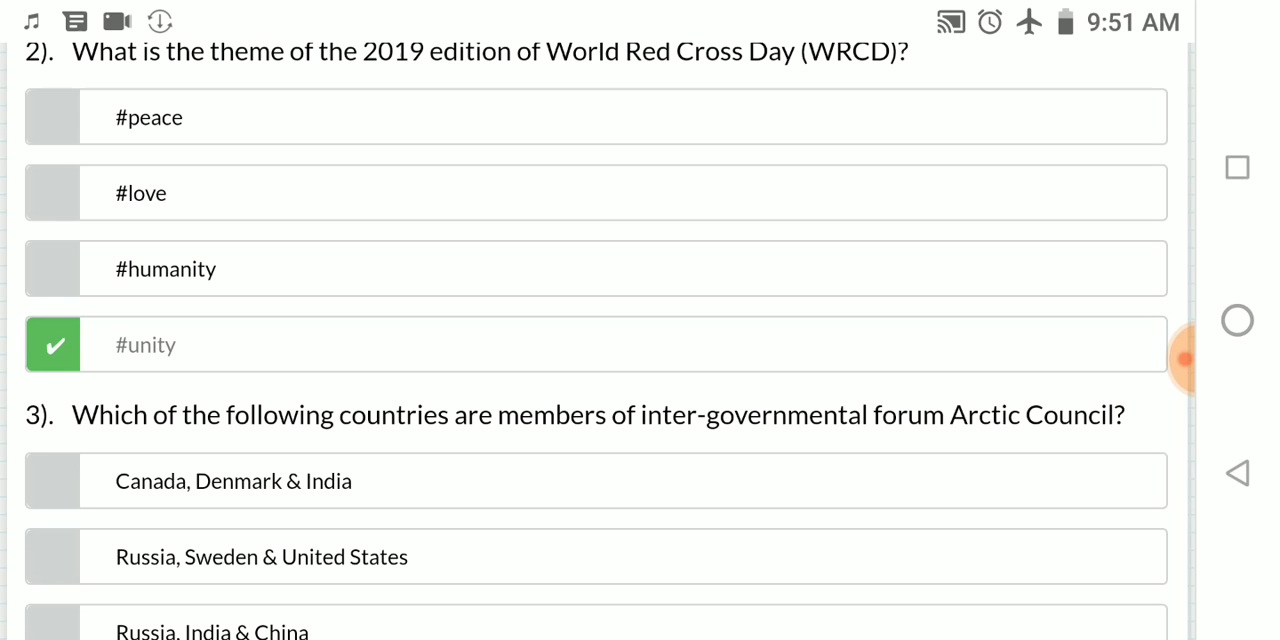 9:51 AM
2). What is the theme of the 2019 edition of World Red Cross Day (WRCD)?
#peace
#love
#humanity
#unity
3). Which of the following countries are members of inter-governmental forum Arctic Council?
Canada, Denmark & India
Russia, Sweden & United States
Russia, India & China